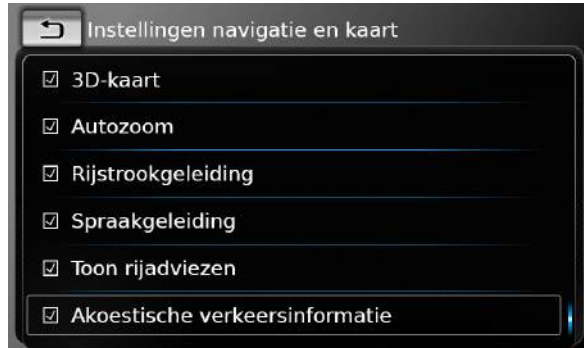 Instellingen navigatie en kaart
3D-kaart
Autozoom
Rijstrookgeleiding
Spraakgeleiding
Toon rijadviezen
Akoestische verkeersinformatie